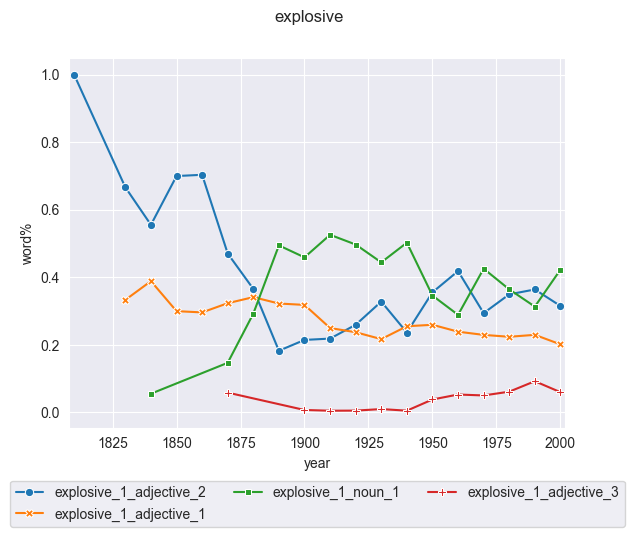 explosive
1.0
0.8
0.6
0.4
0.2
0.0
word%
1825 1850 1875 1900 1925 1950 1975 2000
year
explosive_1_adjective_2 explosive_1_noun_1 explosive_1_adjective_3
explosive_1_adjective_1